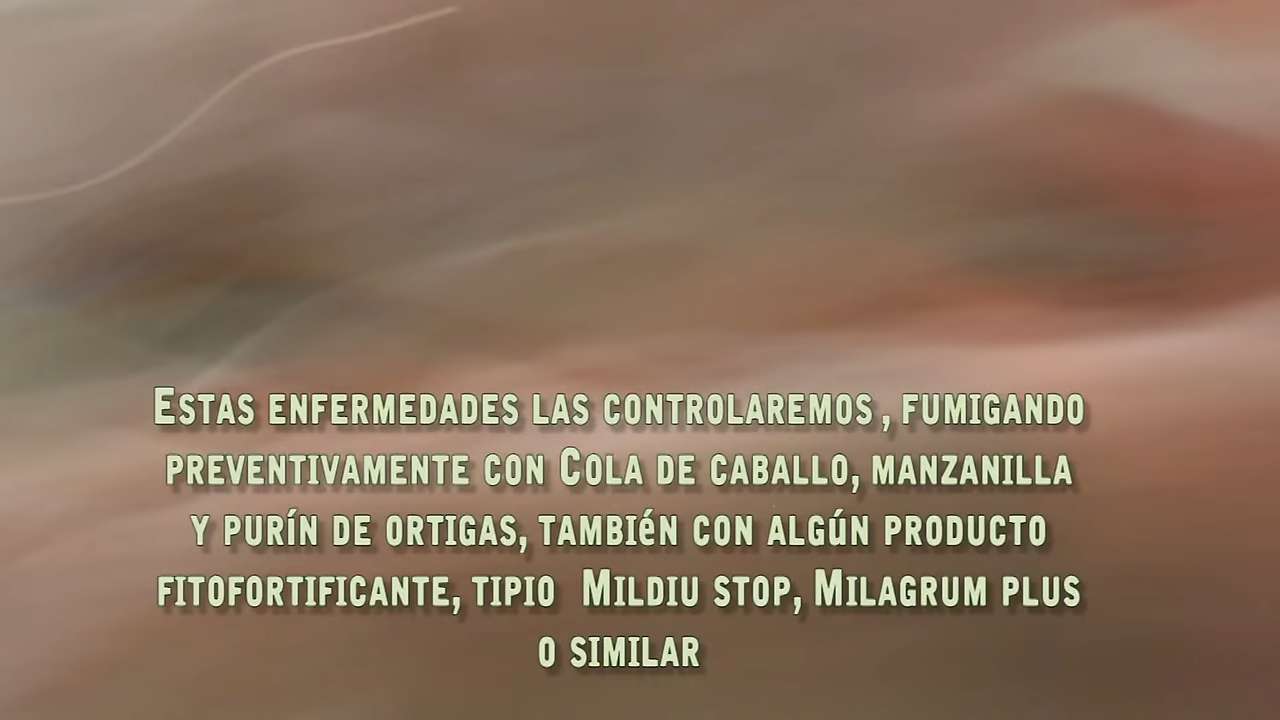 Estas enfermedades las controlaremos , fumigando
preventivamente con Cola de caballo, manzanilla
y purín de ortigas, también con algún producto
fitofortificante, tipio Mildiu stop, Milagrum plus
o similar